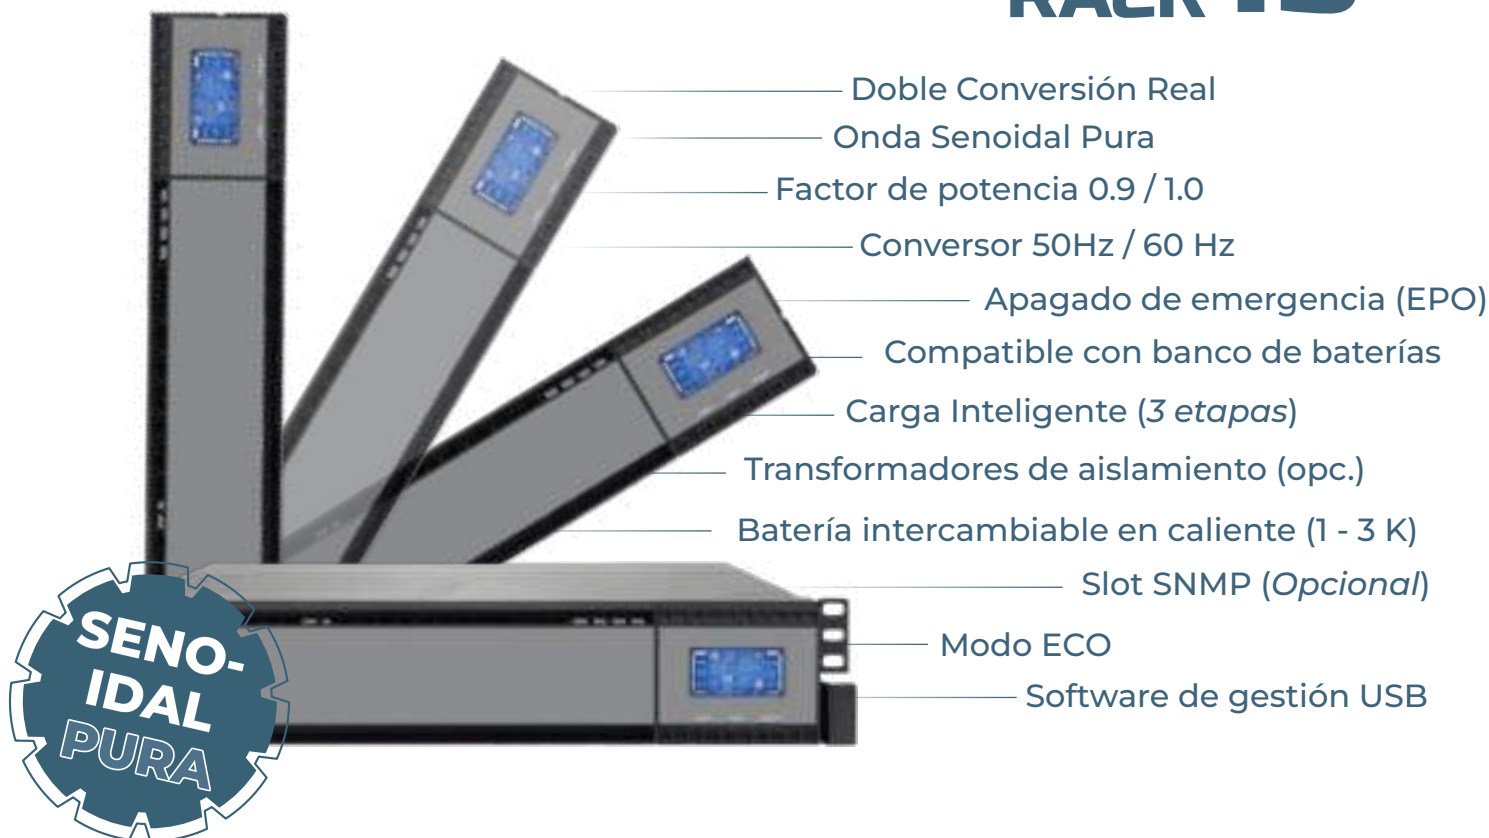 Doble Conversión Real
Onda Senoidal Pura
Factor de potencia 0.9 / 1.0
Conversor 50Hz / 60 Hz
Apagado de emergencia (EPO)
Compatible con banco de baterías
Carga Inteligente (3 etapas)
Transformadores de aislamiento (opc.)
Batería intercambiable en caliente (1 - 3 K)
Slot SNMP (Opcional)
Modo ECO
Software de gestión USB
SENO-
IDAL
PURA